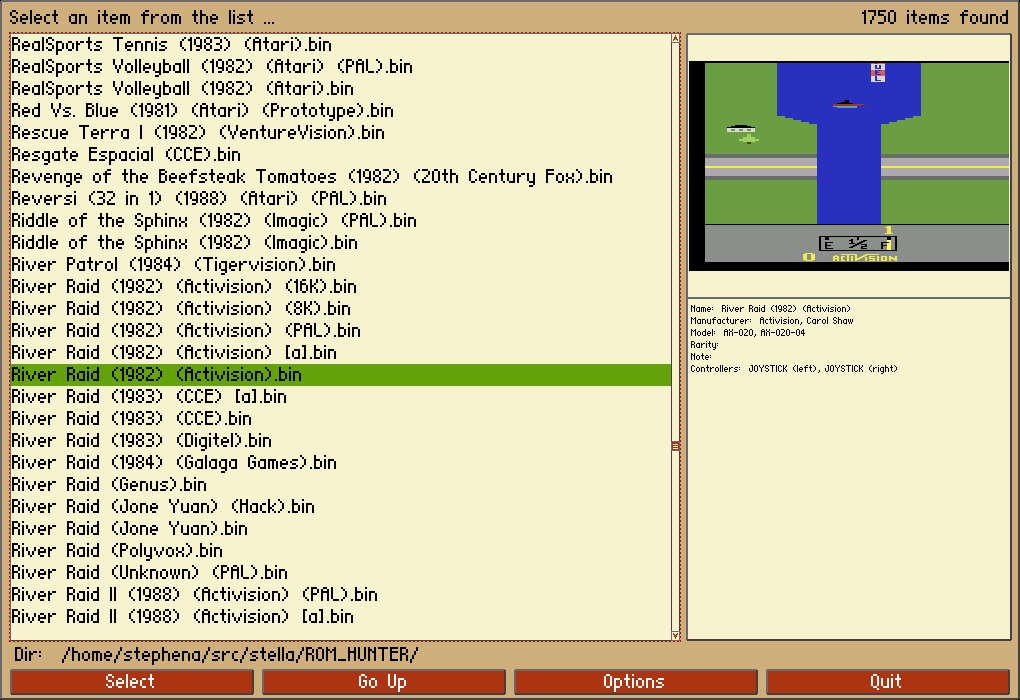 Select an item from the list ...
1750 items found
RealSports Tennis (1983) (Atari).bin
RealSports Volleyball (1982) (Atari) (PAL).bin
RealSports Volleyball (1982) (Atari).bin
Red Vs. Blue (1981) (Atari) (Prototype).bin
Rescue Terra I (1982) (VentureVision).bin
Resgate Espacial (CCE).bin
Revenge of the Beefsteak Tomatoes (1982) (20th Century Fox).bin
Reversi (32 in 1) (1988) (Atari) (PAL).bin
Riddle of the Sphinx (1982) (Imagic) (PAL).bin
Riddle of the Sphinx (1982) (Imagic).bin
River Patrol (1984) (Tigervision).bin
River Raid (1982) (Activision) (16K).bin
River Raid (1982) (Activision) (8K).bin
River Raid (1982) (Activision) (PAL).bin
River Raid (1982) (Activision) [a].bin
River Raid (1982) (Activision).bin
River Raid (1983) (CCE) [a].bin
River Raid (1983) (CCE).bin
River Raid (1983) (Digitel).bin
River Raid (1984) (Galaga Games).bin
River Raid (Genus).bin
River Raid (Jone Yuan) (Hack).bin
River Raid (Jone Yuan).bin
River Raid (Polyvox).bin
River Raid (Unknown) (PAL).bin
River Raid II (1988) (Activision) (PAL).bin
River Raid II (1988) (Activision) [a].bin
1
E 1/2 F
0 ACTIVISION
Name: River Raid (1982) (Activision)
Manufacturer: Activision, Carol Shaw
Model: AX-020, AX-020-04
Rarity:
Note:
Controllers: JOYSTICK (left), JOYSTICK (right)
Dir: /home/stephena/src/stella/ROM_HUNTER/
Select
Go Up
Options
Quit